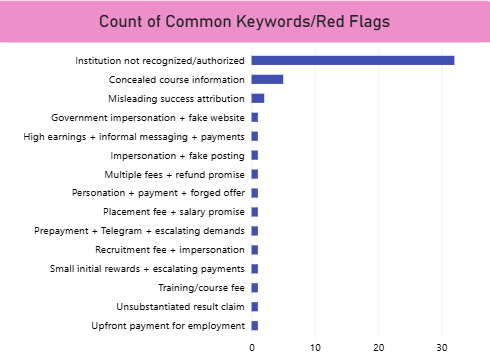 Count of Common Keywords/Red Flags
Institution not recognized/authorized
Concealed course information
Misleading success attribution
Government impersonation + fake website
High earnings + informal messaging + payments
Impersonation + fake posting
Multiple fees + refund promise
Personation + payment + forged offer
Placement fee + salary promise
Prepayment + Telegram + escalating demands
Recruitment fee + impersonation
Small initial rewards + escalating payments
Training/course fee
Unsubstantiated result claim
Upfront payment for employment
0 10 20 30